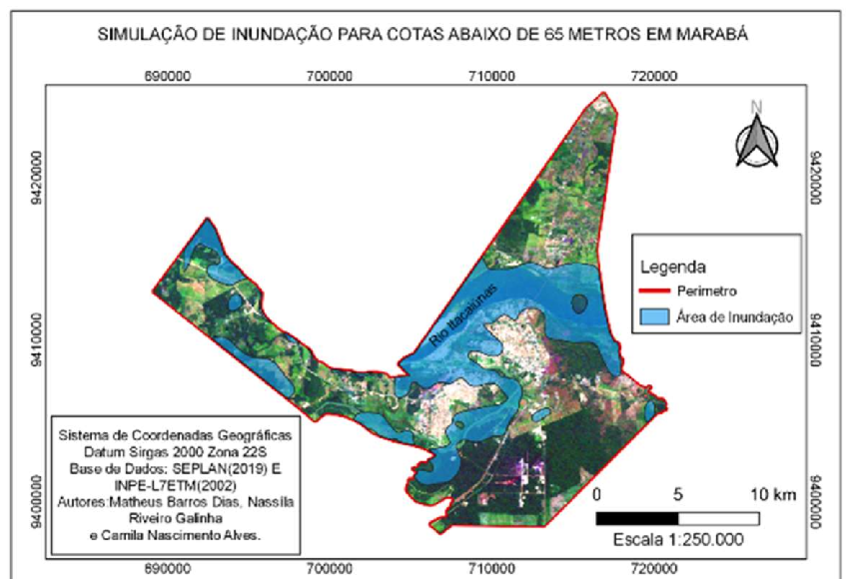 SIMULAÇÃO DE INUNDAÇÃO PARA COTAS ABAIXO DE 65 METROS EM MARABÁ
690000 700000 710000 720000
9420000
9420000
N
Legenda
Perimetro
Área de Inundação
Rio Itacaiúnas
9410000
9410000
Sistema de Coordenadas Geográficas
Datum Sirgas 2000 Zona 22S
Base de Dados: SEPLAN(2019) E
INPE-L7ETM(2002)
Autores:Matheus Barros Dias, Nassíla
Riveiro Galinha
e Camila Nascimento Alves.
9400000
9400000
0 5 10 km
Escala 1:250.000
690000 700000 710000 720000